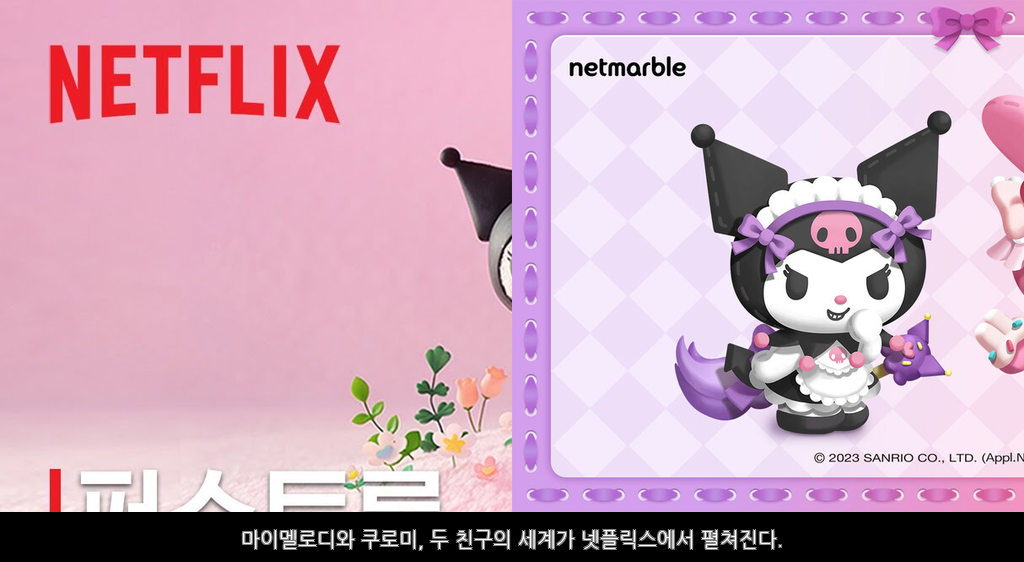 NETFLIX
netmarble
© 2023 SANRIO CO., LTD. (Appl.N
마이멜로디와 쿠로미, 두 친구의 세계가 넷플릭스에서 펼쳐진다.